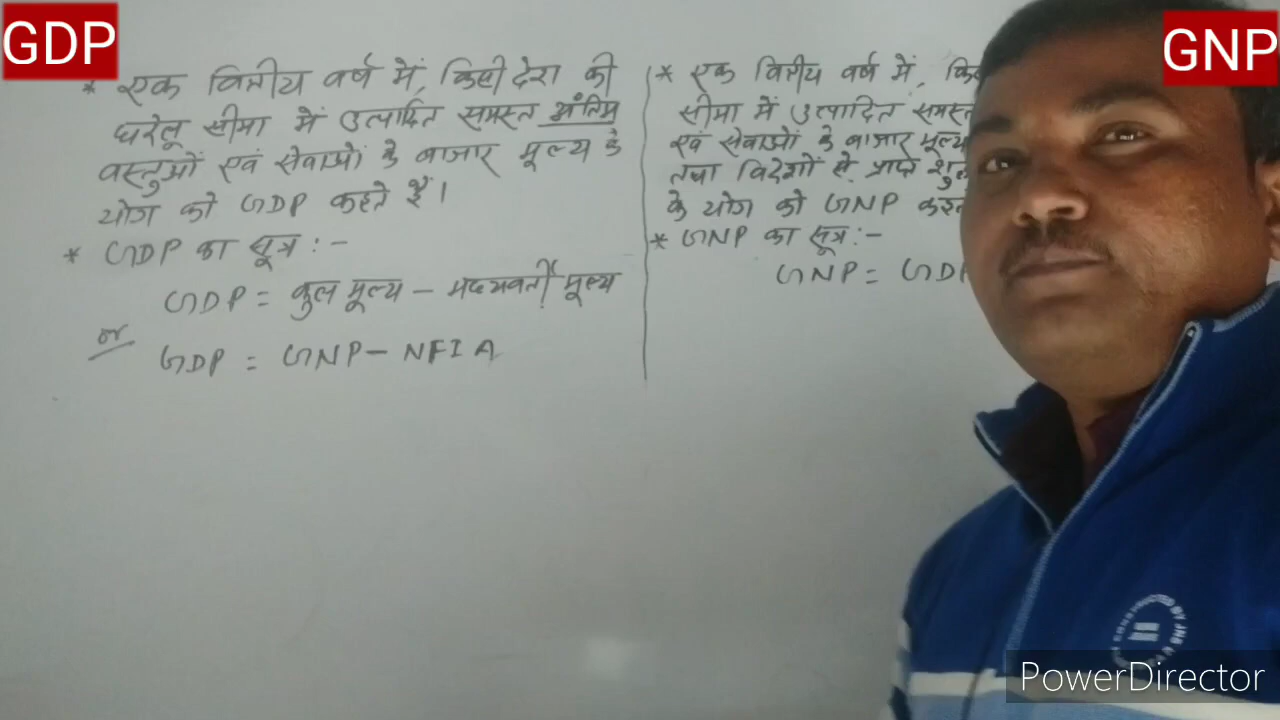 GDP
GNP
* एक वित्तीय वर्ष में, किसी देश की
घरेलू सीमा में उत्पादित समस्त अंतिम
वस्तुओं एवं सेवाओं के बाजार मूल्य के
योग को GDP कहते हैं।
* GDP का सूत्र :-
GDP = कुल मूल्य - मध्यवर्ती मूल्य
or
GDP = GNP - NFIA
* एक वित्तीय वर्ष में,
सीमा में उत्पादित समस्त
एवं सेवाओं के बाजार मूल्य
तथा विदेशों से प्राप्त
के योग को GNP
* GNP का सूत्र :-
GNP = GDP
PowerDirector